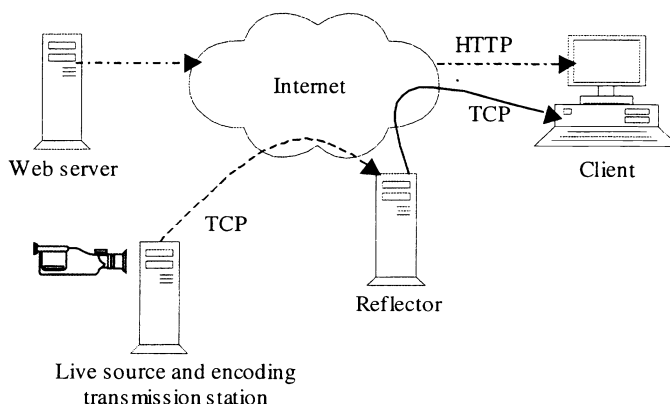 HTTP
Internet
TCP
Web server
Client
TCP
Reflector
Live source and encoding
transmission station